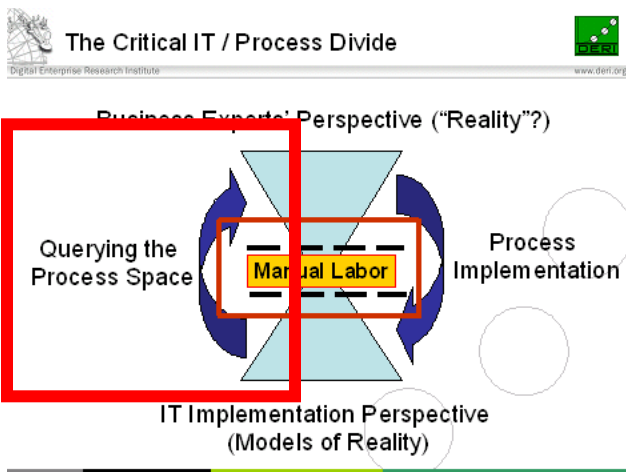 The Critical IT / Process Divide
DERI
Digital Enterprise Research Institute
www.deri.org
Business Experts' Perspective ("Reality"?)
Querying the
Process Space
Manual Labor
Process
Implementation
IT Implementation Perspective
(Models of Reality)